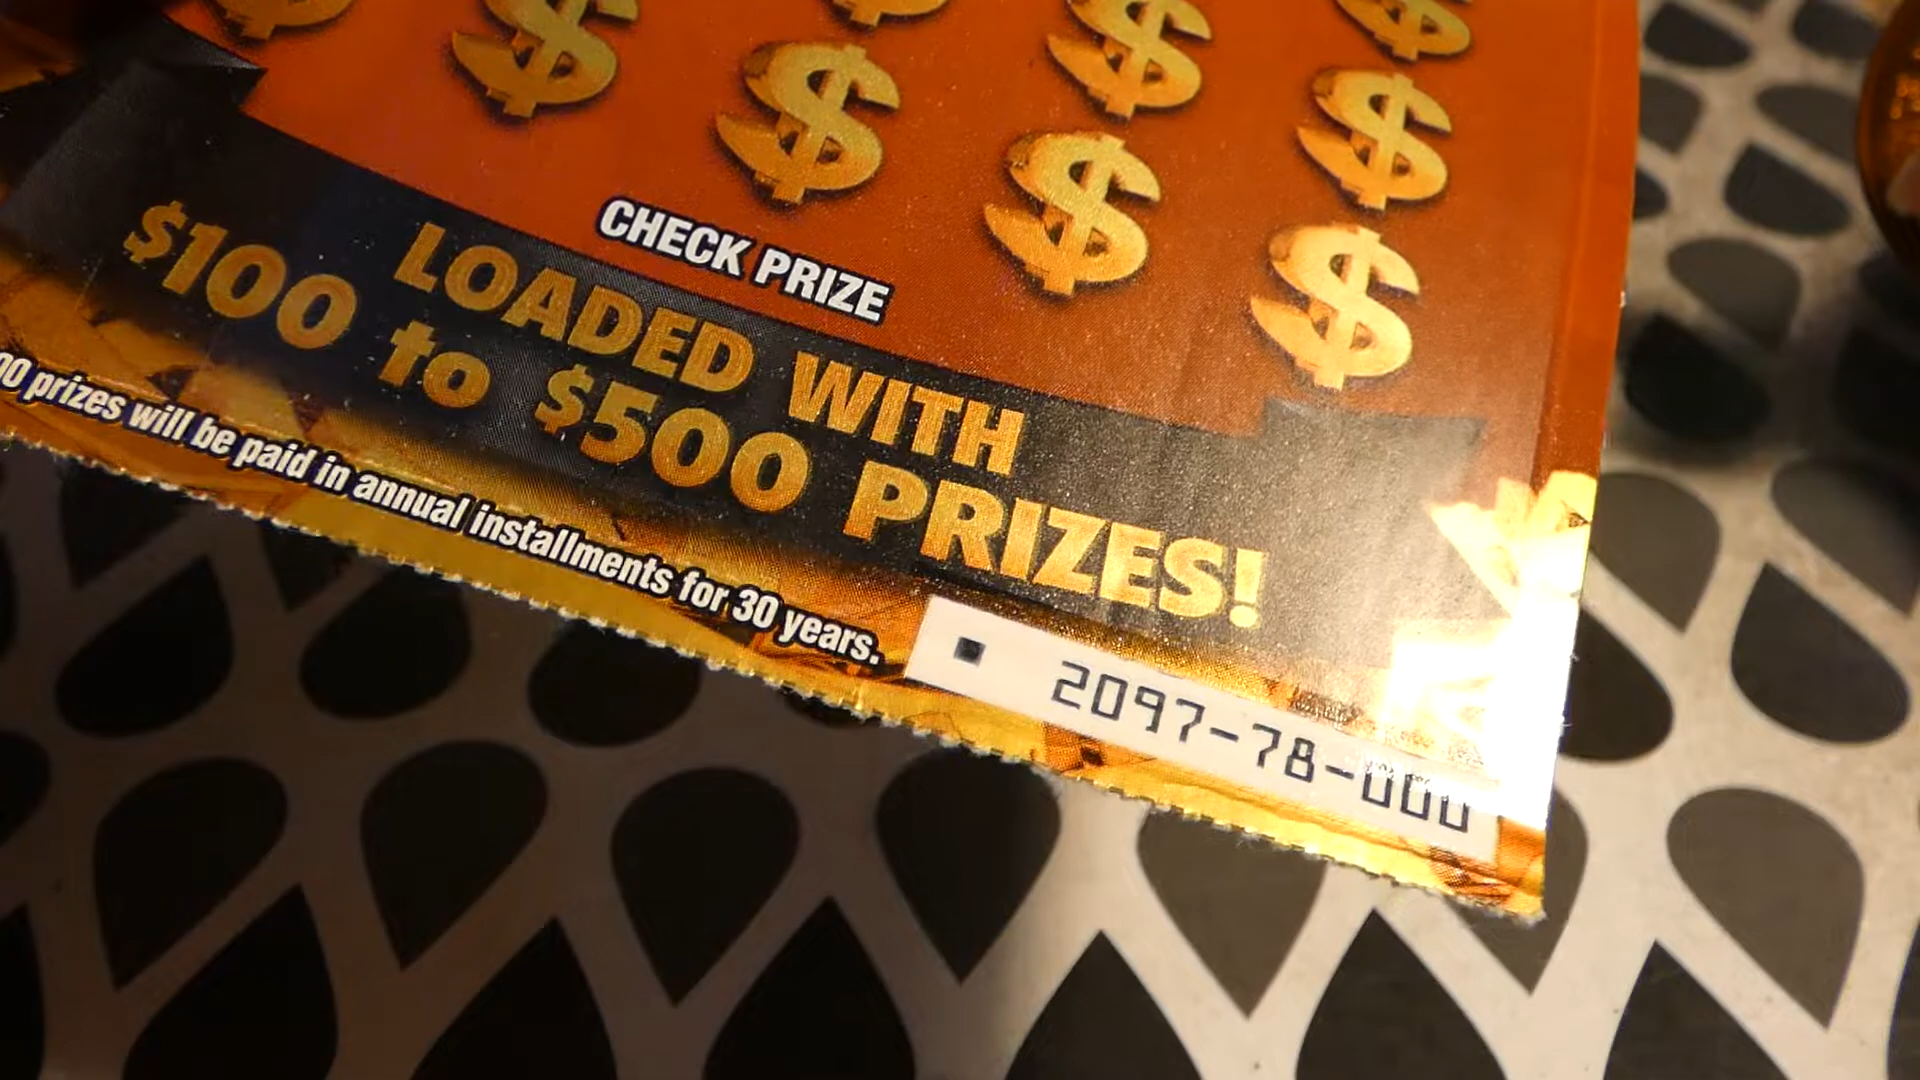 CHECK PRIZE
LOADED WITH
$100 to $500 PRIZES!
prizes will be paid in annual installments for 30 years.
2097-78-000